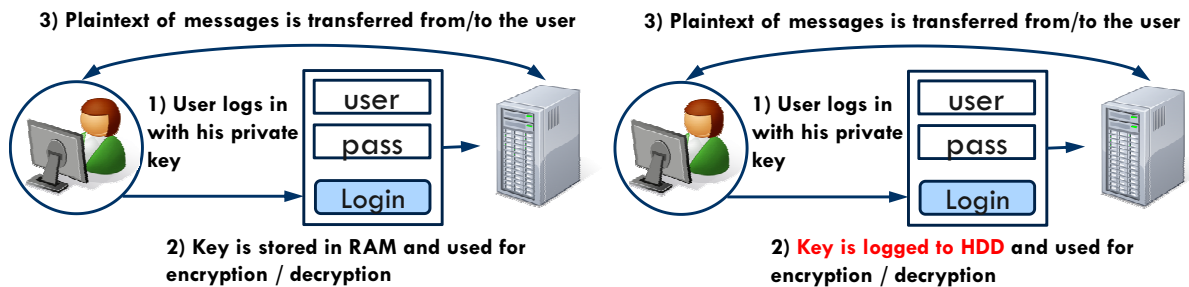 3) Plaintext of messages is transferred from/to the user
1) User logs in
with his private
key
user
pass
Login
2) Key is stored in RAM and used for
encryption / decryption
3) Plaintext of messages is transferred from/to the user
1) User logs in
with his private
key
user
pass
Login
2) Key is logged to HDD and used for
encryption / decryption